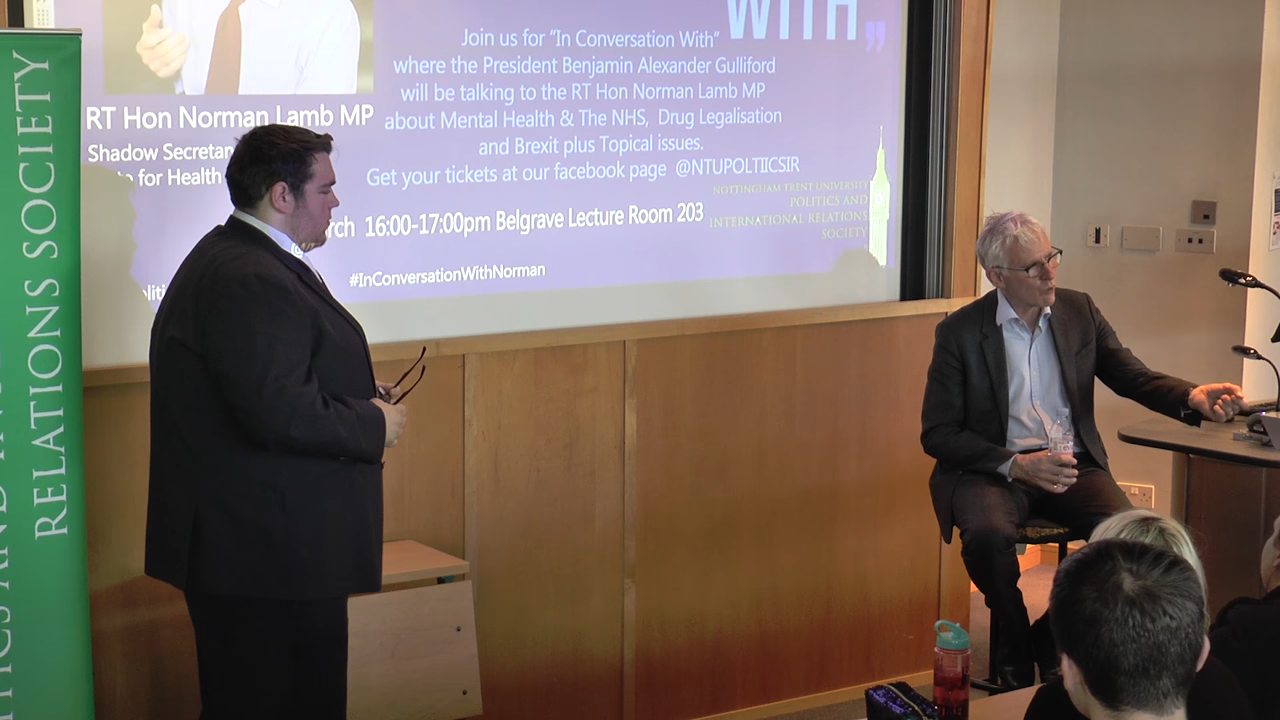 WITH"
Join us for "In Conversation With"
where the President Benjamin Alexander Gulliford
will be talking to the RT Hon Norman Lamb MP
about Mental Health & The NHS, Drug Legalisation
and Brexit plus Topical issues.
Get your tickets at our facebook page @NTUPOLTIICSIR
RT Hon Norman Lamb MP
Shadow Secretar
for Health
rch 16:00-17:00pm Belgrave Lecture Room 203
#InConversationWithNorman
NOTTINGHAM TRENT UNIVERSITY
POLITICS AND
INTERNATIONAL RELATIONS
SOCIETY
RELATIONS SOCIETY